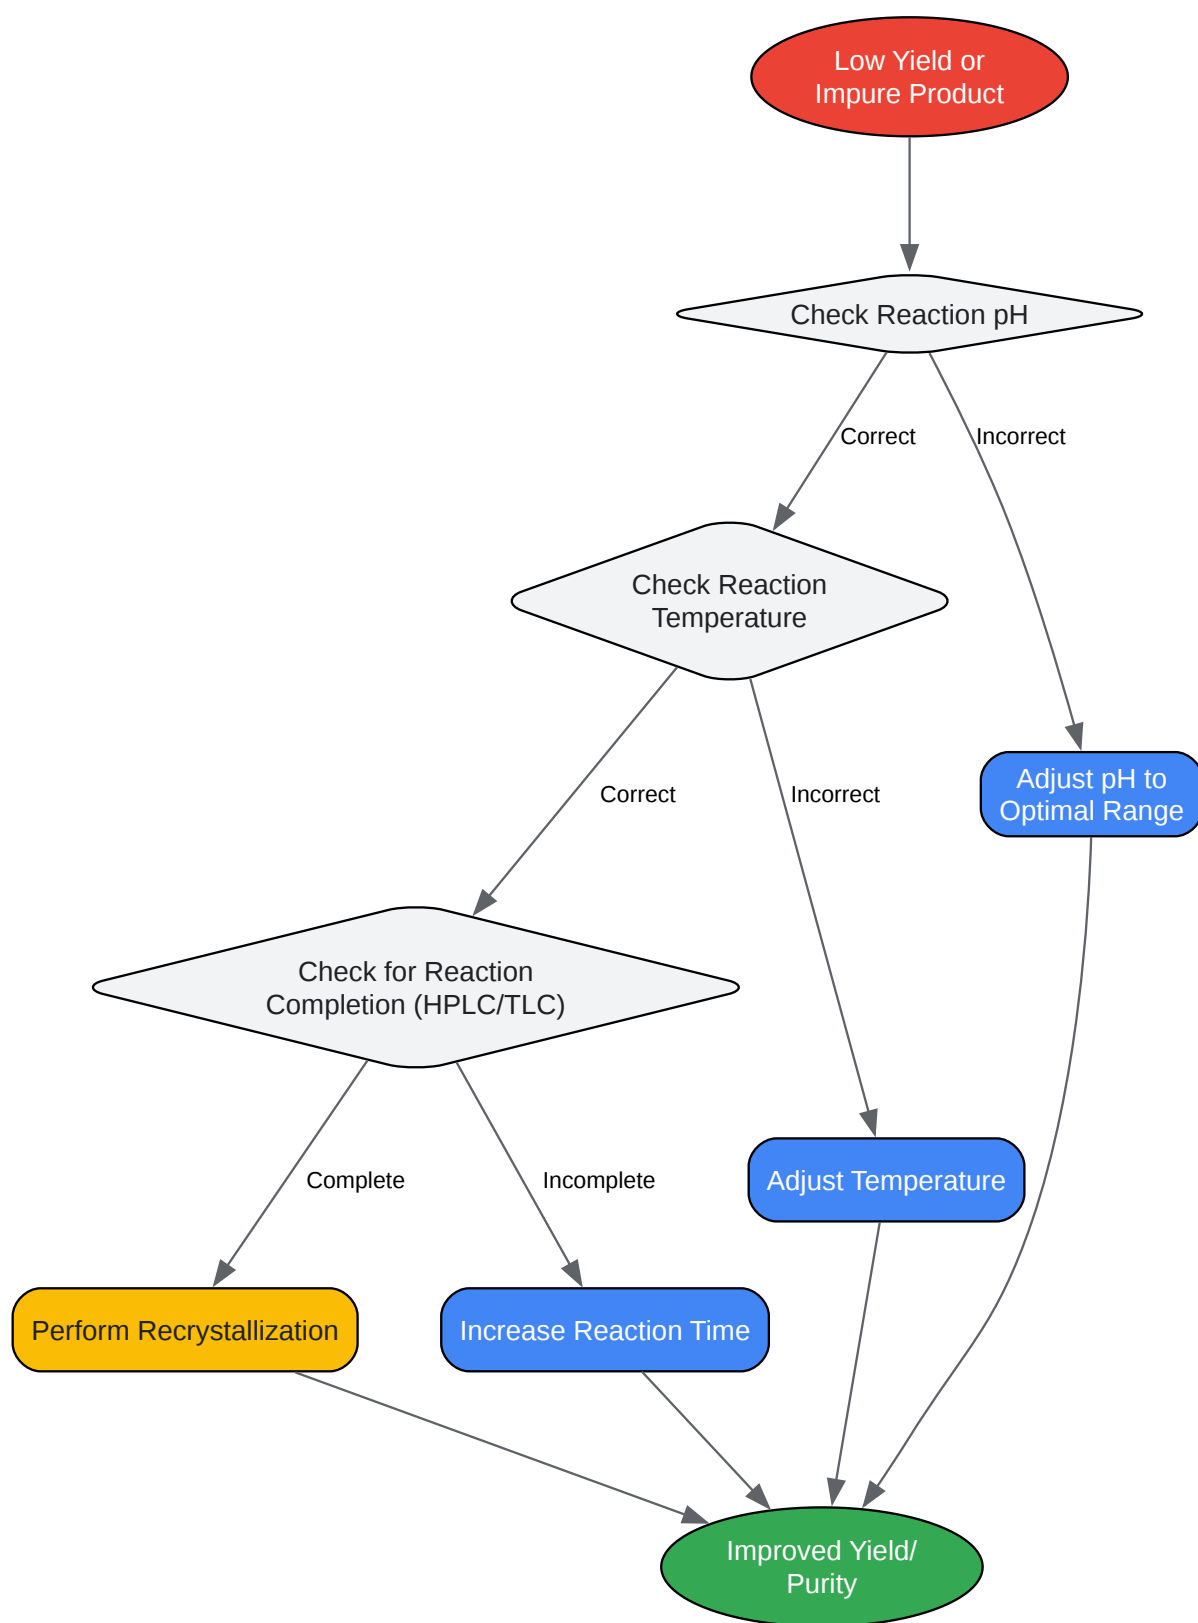 Low Yield or
Impure Product
Check Reaction pH
Correct
Incorrect
Check Reaction
Temperature
Correct
Incorrect
Adjust pH to
Optimal Range
Check for Reaction
Completion (HPLC/TLC)
Complete
Incomplete
Adjust Temperature
Perform Recrystallization
Increase Reaction Time
Improved Yield/
Purity